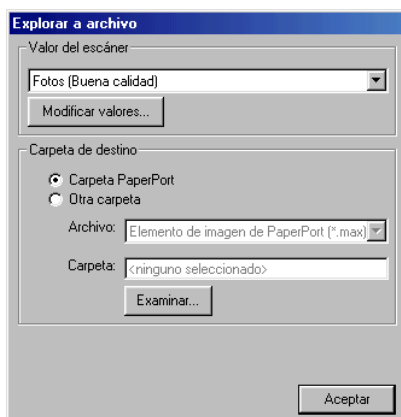 Explorar a archivo
Valor del escáner
Fotos (Buena calidad)
Modificar valores...
Carpeta de destino
Carpeta PaperPort
Otra carpeta
Archivo: Elemento de imagen de PaperPort (*.max)
Carpeta: <ninguno seleccionado>
Examinar...
Aceptar